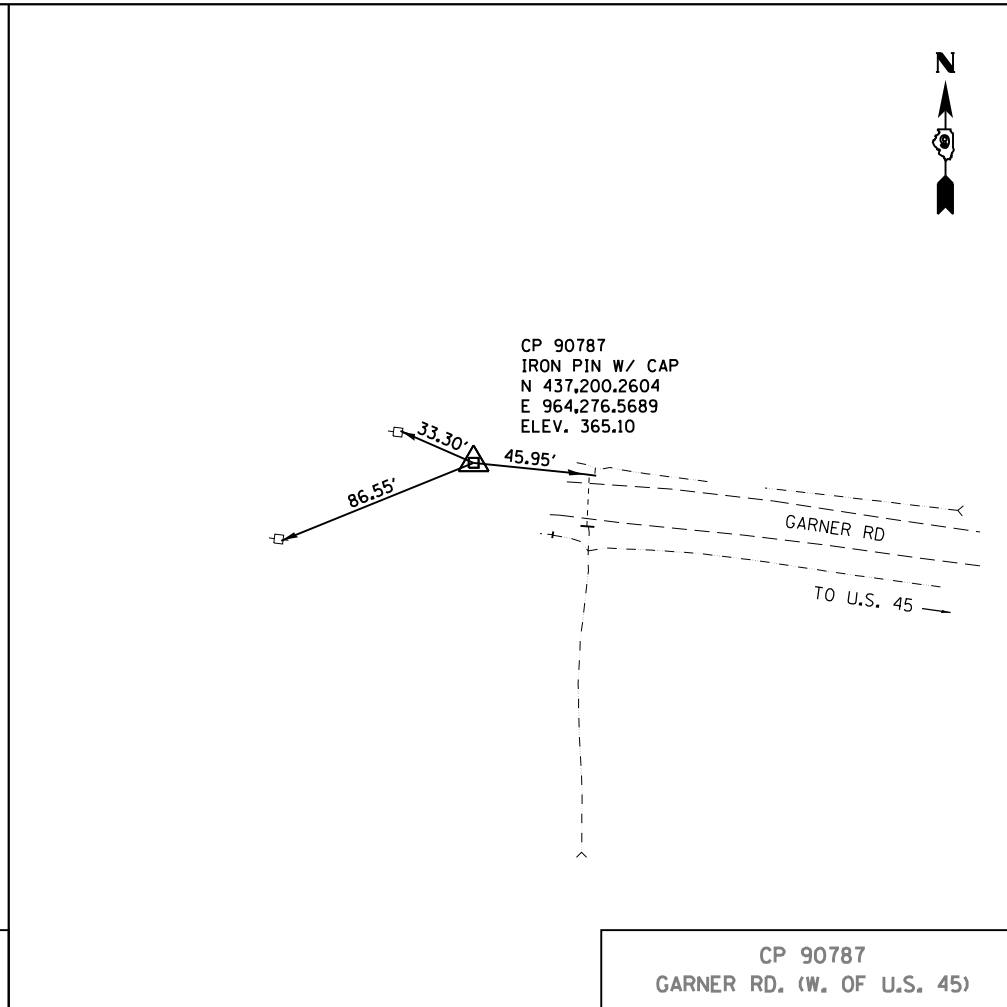 N
9
CP 90787
IRON PIN W/ CAP
N 437,200.2604
E 964,276.5689
ELEV. 365.10
33.30'
45.95'
86.55'
GARNER RD
TO U.S. 45
CP 90787
GARNER RD. (W. OF U.S. 45)